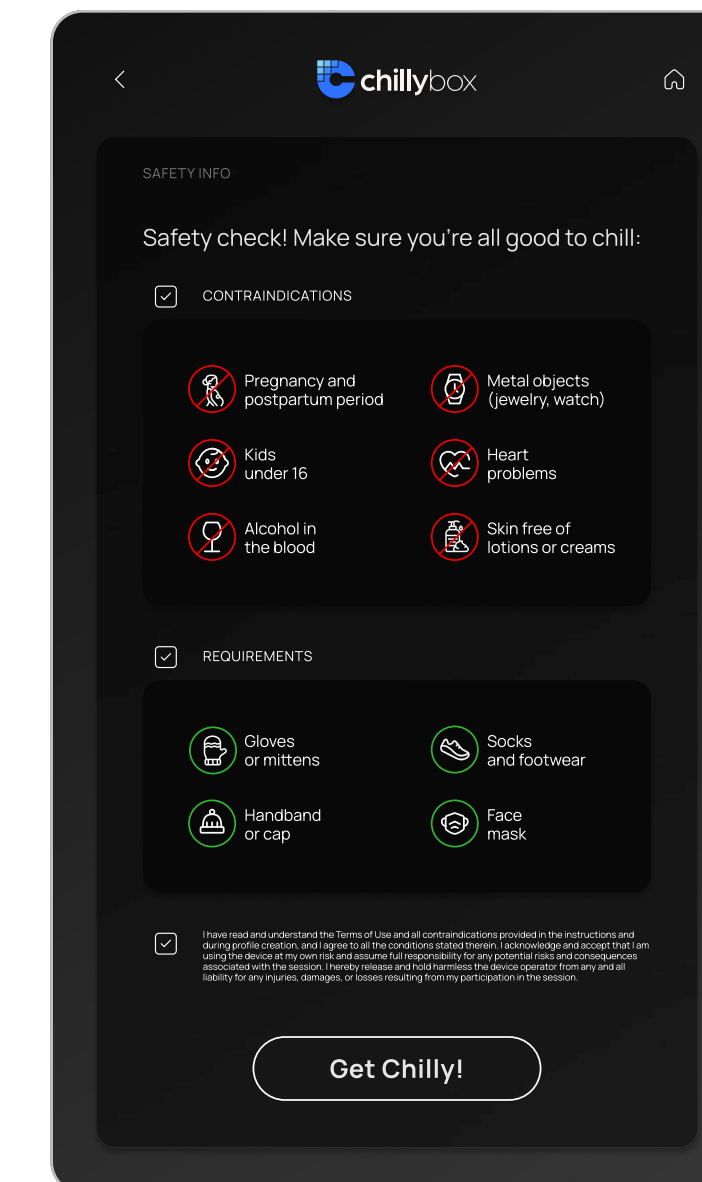 chillybox
SAFETY INFO
Safety check! Make sure you're all good to chill:
CONTRAINDICATIONS
Pregnancy and
postpartum period
Metal objects
(jewelry, watch)
Kids
under 16
Heart
problems
Alcohol in
the blood
Skin free of
lotions or creams
REQUIREMENTS
Gloves
or mittens
Socks
and footwear
Handband
or cap
Face
mask
I have read and understand the Terms of Use and all contraindications provided in the instructions and
during profile creation, and I agree to all the conditions stated therein. I acknowledge and accept that I am
using the device at my own risk and assume full responsibility for any potential risks and consequences
associated with the session. I hereby release and hold harmless the device operator from any and all
liability for any injuries, damages, or losses resulting from my participation in the session.
Get Chilly!